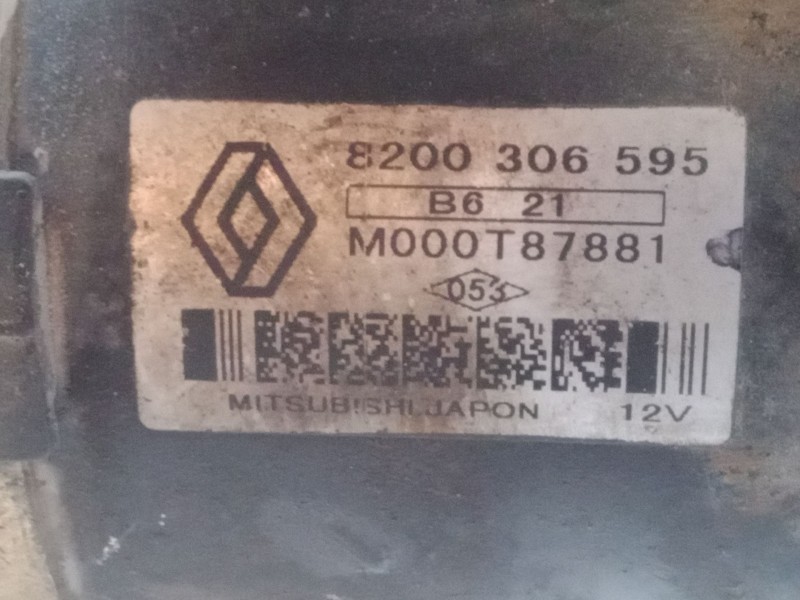 8200 306 595
B6 21
M000T87881
053
MITSUBISHI JAPON 12V